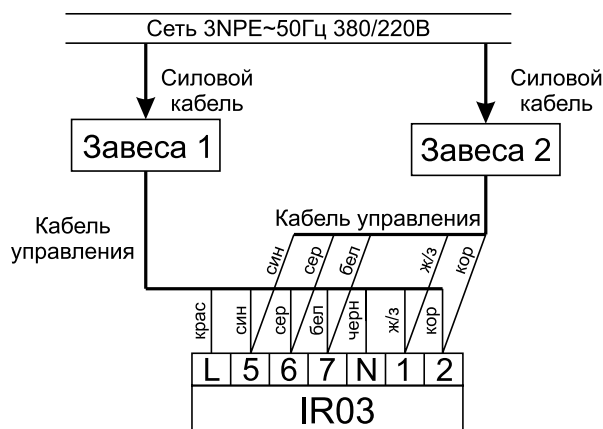 Сеть 3NPE~50Гц 380/220В
Силовой
кабель
Силовой
кабель
Завеса 1
Завеса 2
Кабель
управления
Кабель управления
син
сер
бел
ж/з
кор
крас
син
сер
бел
черн
ж/з
кор
L 5 6 7 N 1 2
IR03